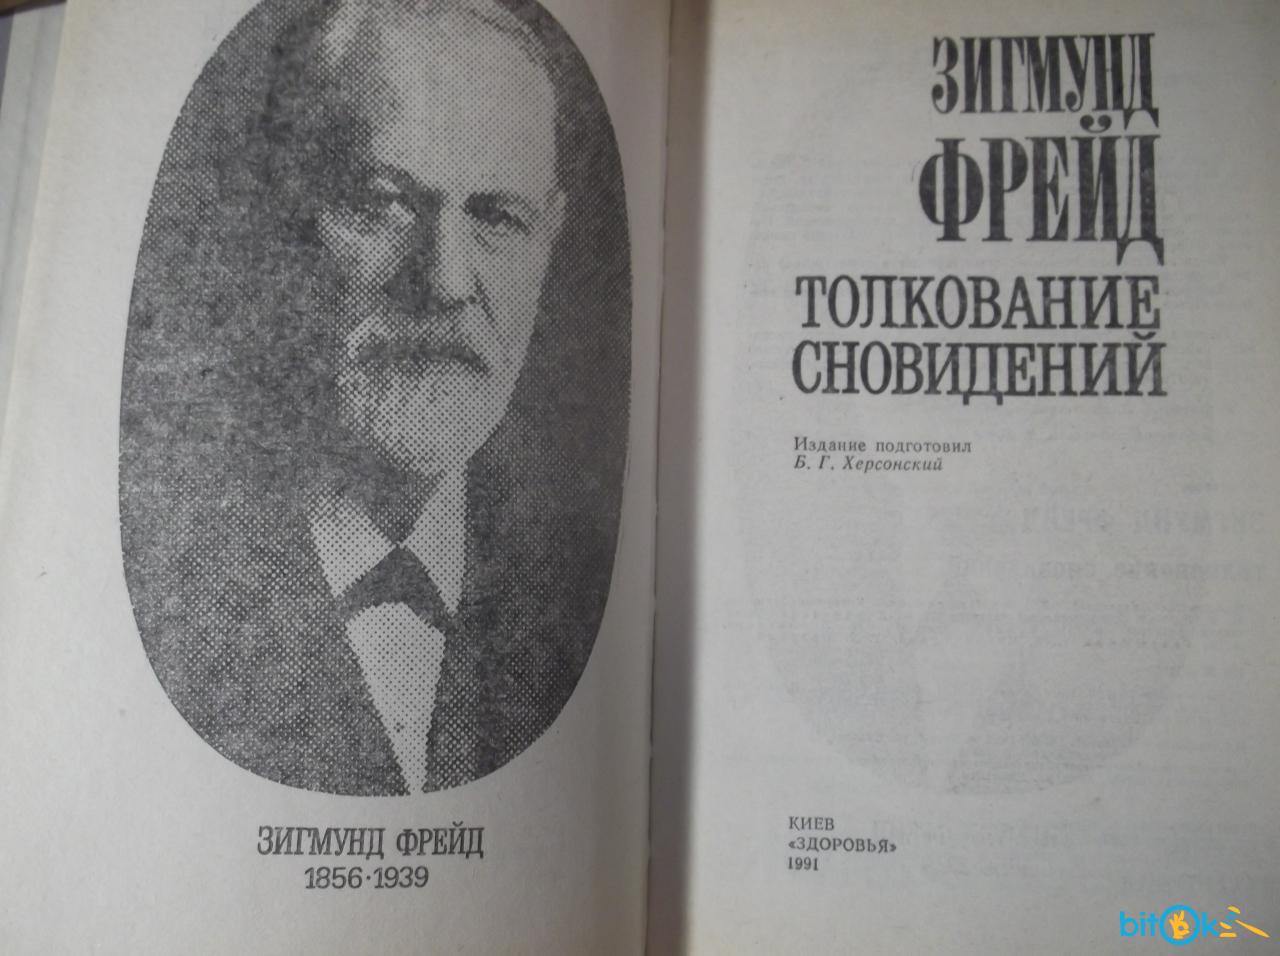 ЗИГМУНД ФРЕЙД
1856·1939
ЗИГМУНД
ФРЕЙД
ТОЛКОВАНИЕ
СНОВИДЕНИЙ
Издание подготовил
Б. Г. Херсонский
КИЕВ
«ЗДОРОВЬЯ»
1991
bitOk